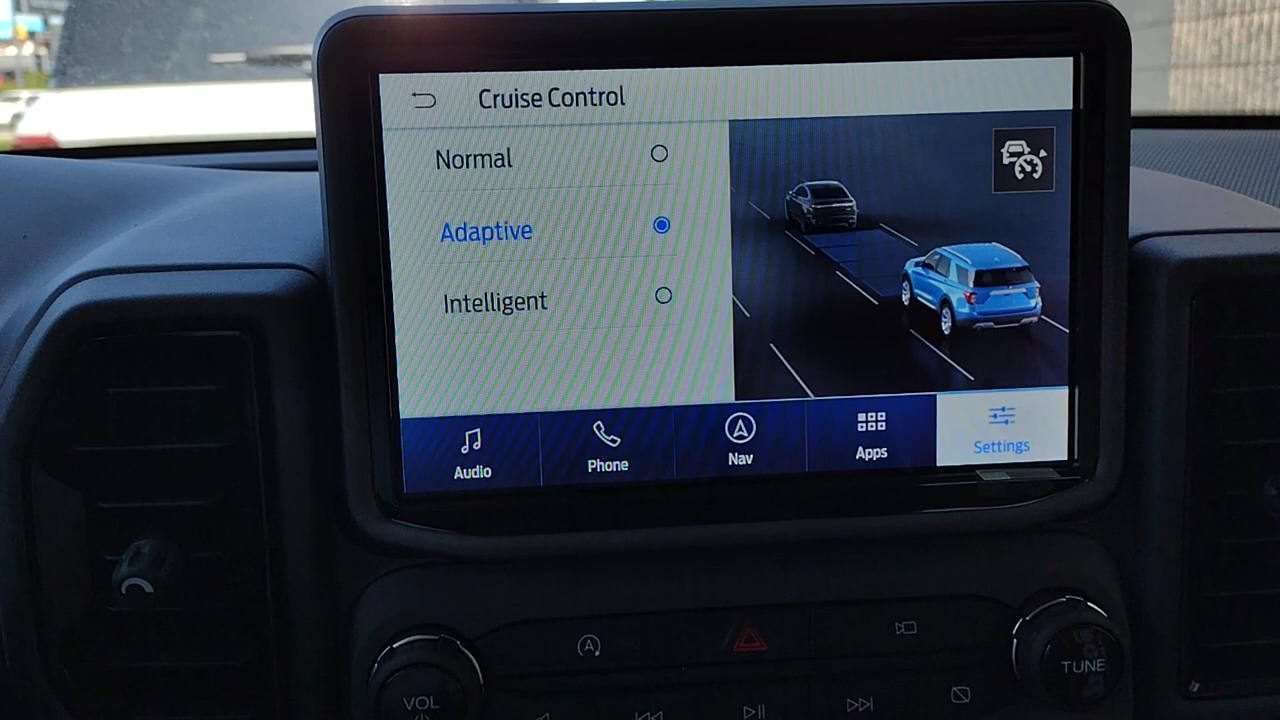 Cruise Control
Normal
Adaptive
Intelligent
Audio
Phone
Nav
Apps
Settings
A
VOL
TUNE